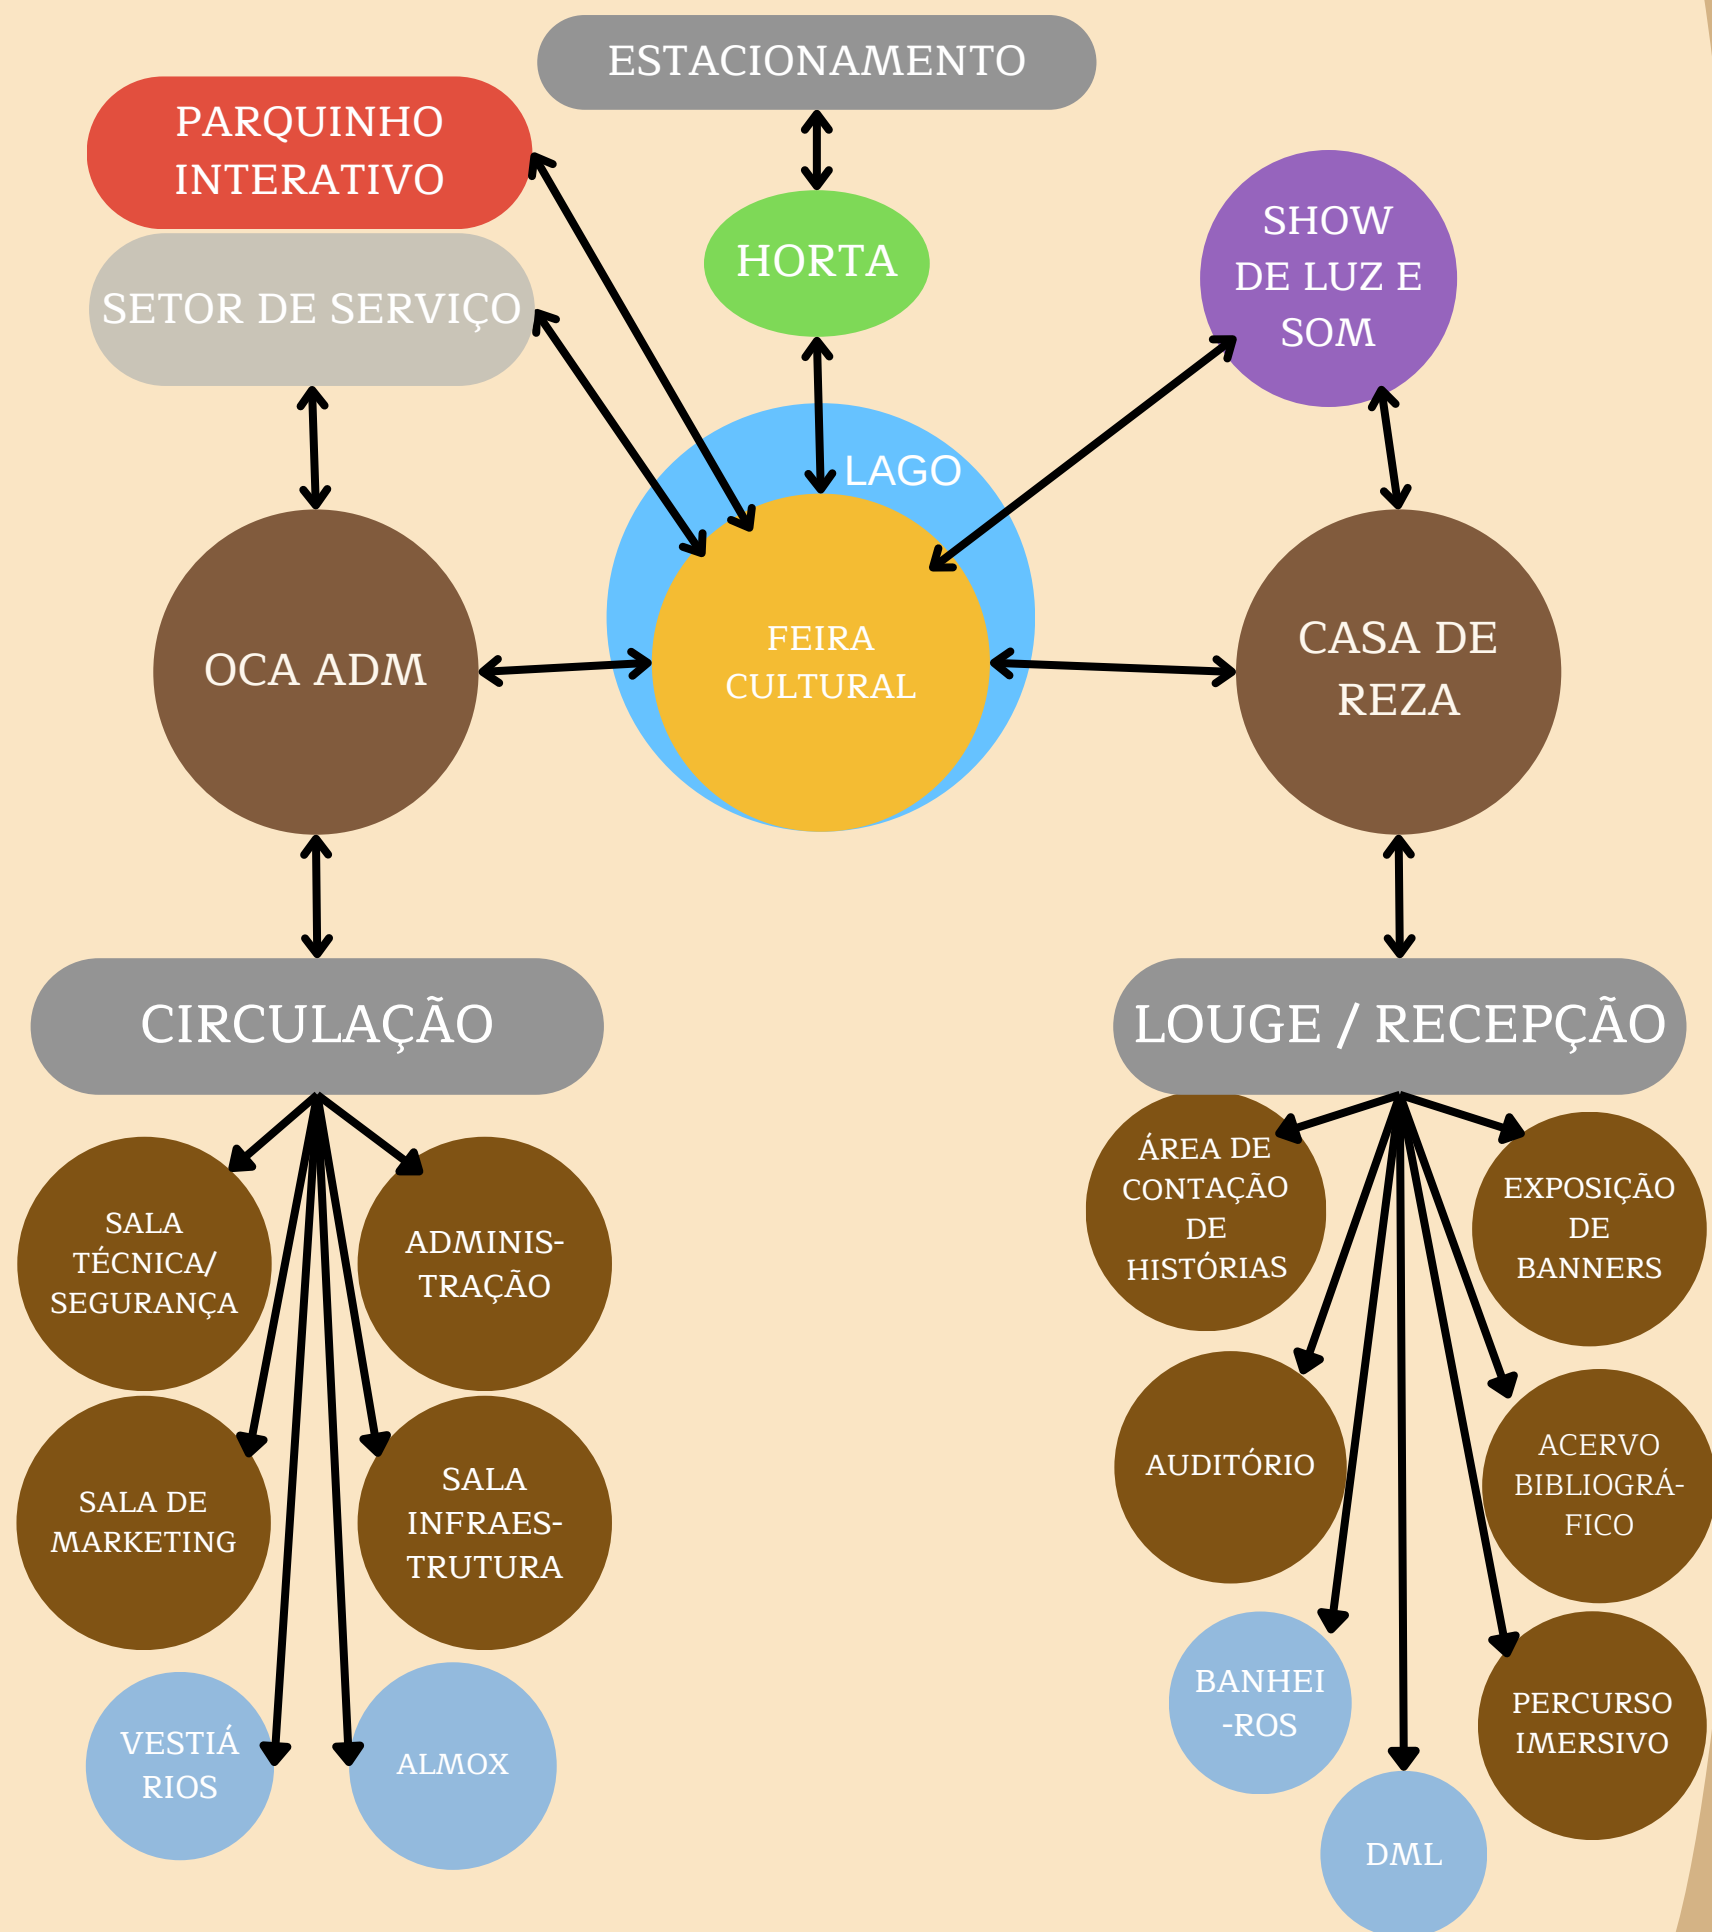 ESTACIONAMENTO
PARQUINHO
INTERATIVO
SETOR DE SERVIÇO
HORTA
SHOW
DE LUZ E
SOM
LAGO
OCA ADM
FEIRA
CULTURAL
CASA DE
REZA
CIRCULAÇÃO
LOUGE / RECEPÇÃO
SALA
TÉCNICA/
SEGURANÇA
ADMINIS-
TRAÇÃO
SALA DE
MARKETING
SALA
INFRAES-
TRUTURA
VESTIÁ
RIOS
ALMOX
ÁREA DE
CONTAÇÃO
DE
HISTÓRIAS
EXPOSIÇÃO
DE
BANNERS
AUDITÓRIO
ACERVO
BIBLIOGRÁ-
FICO
BANHEI
-ROS
PERCURSO
IMERSIVO
DML